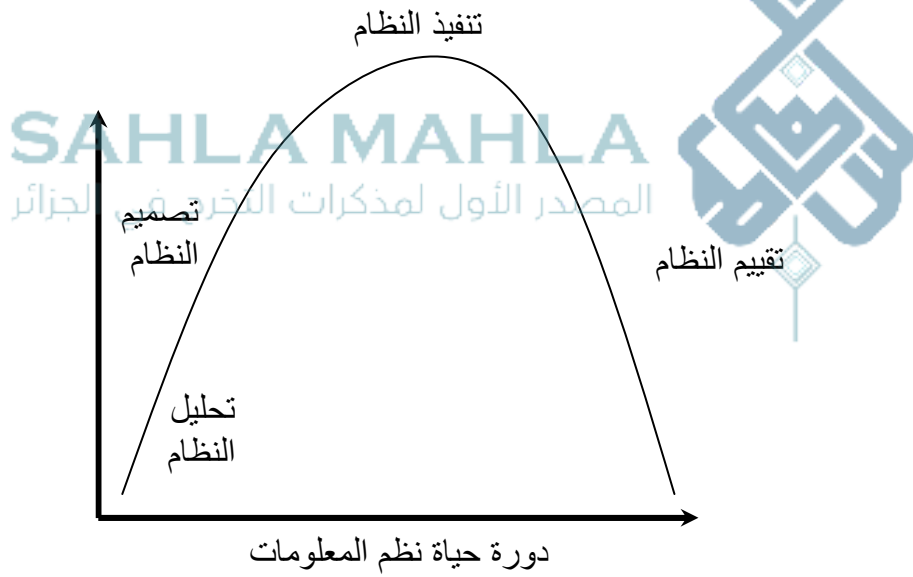 تنفيذ النظام
SAHLA MAHLA
المصدر الأول لمذكرات التخرج في الجزائر
تصميم
النظام
تقييم النظام
تحليل
النظام
دورة حياة نظم المعلومات